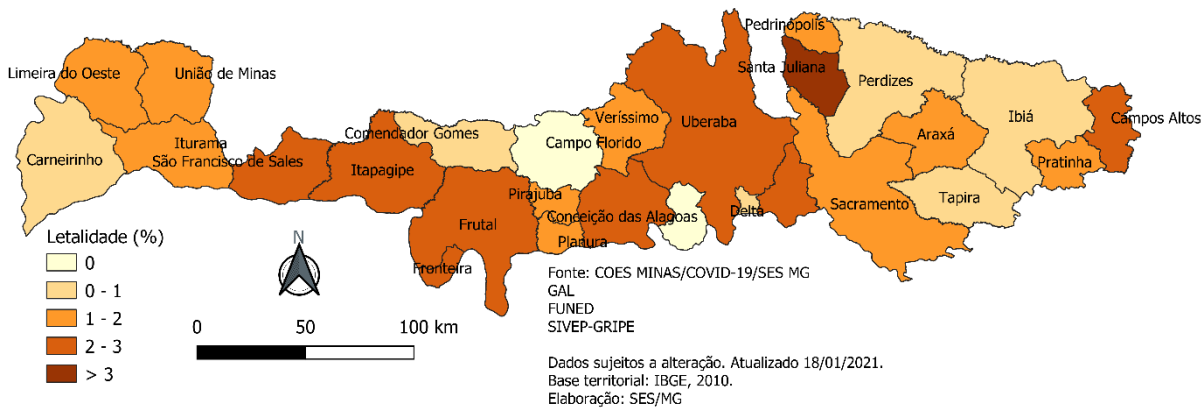 Pedrinópolis
Limeira do Oeste
União de Minas
Santa Juliana
Perdizes
Ibiá
Campos Altos
Veríssimo
Uberaba
Comendador Gomes
Campo Florido
Araxá
Iturama
Carneirinho
São Francisco de Sales
Itapagipe
Pratinha
Pirajuba
Sacramento
Tapira
Conceição das Alagoas
Delta
Frutal
Planura
Fronteira
Letalidade (%)
0
0 - 1
1 - 2
2 - 3
> 3
N
0 50 100 km
Fonte: COES MINAS/COVID-19/SES MG
GAL
FUNED
SIVEP-GRIPE
Dados sujeitos a alteração. Atualizado 18/01/2021.
Base territorial: IBGE, 2010.
Elaboração: SES/MG